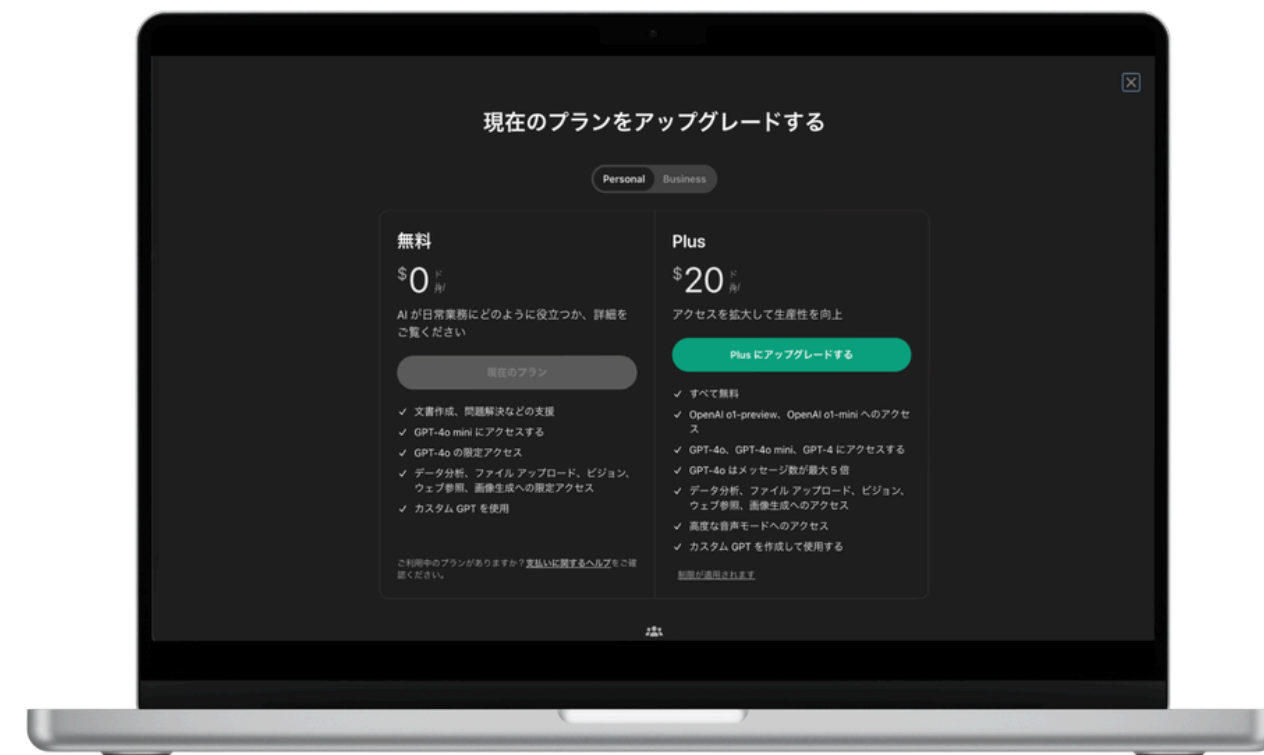 現在のプランをアップグレードする
Personal Business
無料
$0 ド
月/
AI が日常業務にどのように役立つか、詳細を
ご覧ください
現在のプラン
✓ 文書作成、問題解決などの支援
✓ GPT-4o mini にアクセスする
✓ GPT-4o の限定アクセス
✓ データ分析、ファイル アップロード、ビジョン、
ウェブ参照、画像生成への限定アクセス
✓ カスタム GPT を使用
ご利用中のプランがありますか？支払いに関するヘルプをご確
認ください。
Plus
$20 ド
月/
アクセスを拡大して生産性を向上
Plus にアップグレードする
✓ すべて無料
✓ OpenAI o1-preview、OpenAI o1-mini へのアクセ
ス
✓ GPT-4o、GPT-4o mini、GPT-4 にアクセスする
✓ GPT-4o はメッセージ数が最大 5 倍
✓ データ分析、ファイル アップロード、ビジョン、
ウェブ参照、画像生成へのアクセス
✓ 高度な音声モードへのアクセス
✓ カスタム GPT を作成して使用する
制限が適用されます